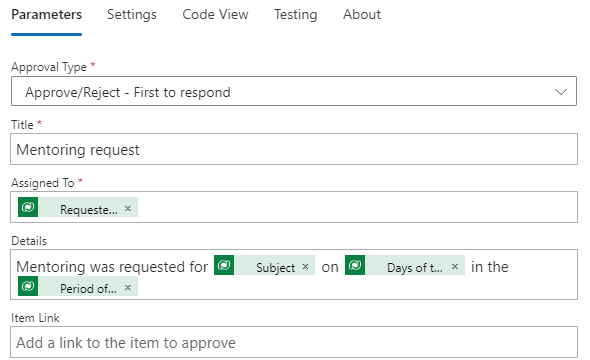 Parameters Settings Code View Testing About
Approval Type *
Approve/Reject - First to respond
Title *
Mentoring request
Assigned To *
Requeste... ×
Details
Mentoring was requested for Subject × on Days of t... × in the
Period of... ×
Item Link
Add a link to the item to approve